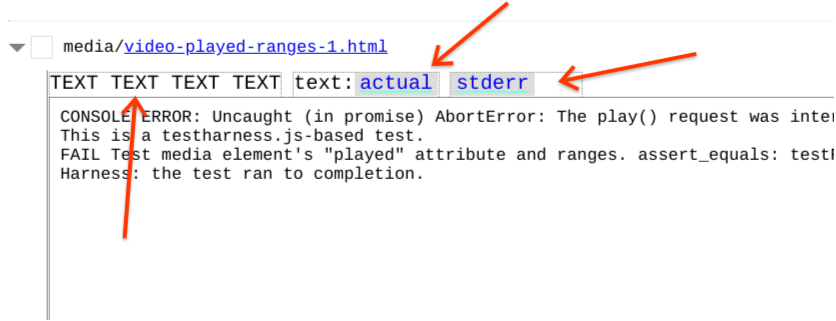 media/video-played-ranges-1.html
TEXT TEXT TEXT TEXT text: actual stderr
CONSOLE ERROR: Uncaught (in promise) AbortError: The play() request was inter
This is a testharness.js-based test.
FAIL Test media element's "played" attribute and ranges. assert_equals: test
Harness: the test ran to completion.